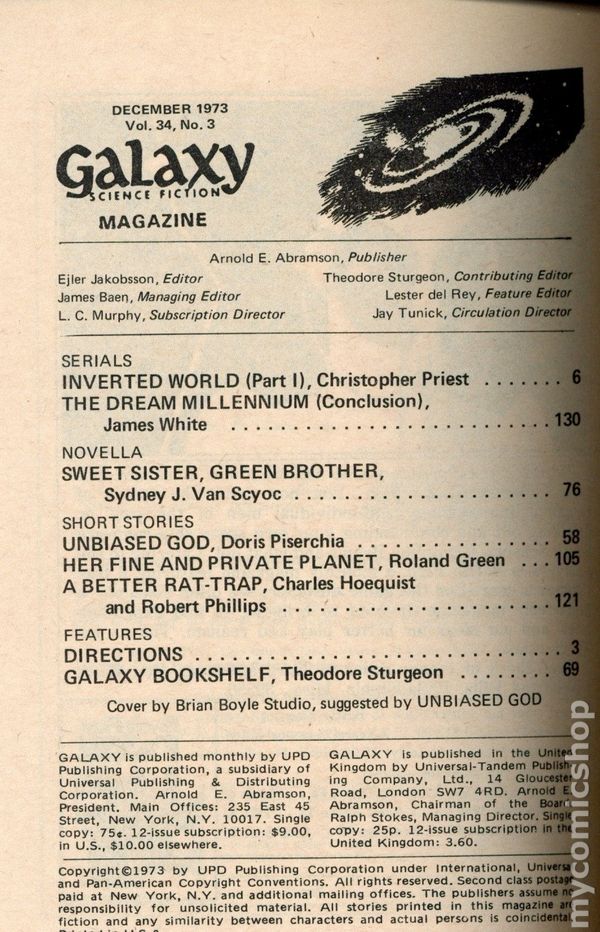 DECEMBER 1973
Vol. 34, No. 3
Galaxy
SCIENCE FICTION
MAGAZINE
Arnold E. Abramson, Publisher
Ejler Jakobsson, Editor
Theodore Sturgeon, Contributing Editor
James Baen, Managing Editor
Lester del Rey, Feature Editor
L. C. Murphy, Subscription Director
Jay Tunick, Circulation Director
SERIALS
INVERTED WORLD (Part I), Christopher Priest . . . . . . . 6
THE DREAM MILLENNIUM (Conclusion),
James White . . . . . . . . . . . . . . . . . . . . . . . . . . . . 130
NOVELLA
SWEET SISTER, GREEN BROTHER,
Sydney J. Van Scyoc . . . . . . . . . . . . . . . . . . . . . . 76
SHORT STORIES
UNBIASED GOD, Doris Piserchia . . . . . . . . . . . . . . . . 58
HER FINE AND PRIVATE PLANET, Roland Green . . . 105
A BETTER RAT-TRAP, Charles Hoequist
and Robert Phillips . . . . . . . . . . . . . . . . . . . . . . . 121
FEATURES
DIRECTIONS . . . . . . . . . . . . . . . . . . . . . . . . . . . . . . 3
GALAXY BOOKSHELF, Theodore Sturgeon . . . . . . . . 69
Cover by Brian Boyle Studio, suggested by UNBIASED GOD
GALAXY is published monthly by UPD
Publishing Corporation, a subsidiary of
Universal Publishing & Distributing
Corporation. Arnold E. Abramson,
President. Main Offices: 235 East 45
Street, New York, N.Y. 10017. Single
copy: 75¢. 12-issue subscription: $9.00,
in U.S., $10.00 elsewhere.
GALAXY is published in the United
Kingdom by Universal-Tandem Publish-
ing Company, Ltd., 14 Gloucester
Road, London SW7 4RD. Arnold E.
Abramson, Chairman of the Board
Ralph Stokes, Managing Director. Single
copy: 25p. 12-issue subscription in the
United Kingdom: 3.60.
Copyright©1973 by UPD Publishing Corporation under International, Universal
and Pan-American Copyright Conventions. All rights reserved. Second class postage
paid at New York, N.Y. and additional mailing offices. The publishers assume no
responsibility for unsolicited material. All stories printed in this magazine are
fiction and any similarity between characters and actual persons is coincidental.
mycomicshop